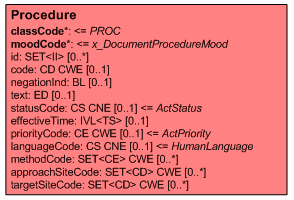 Procedure
classCode*: <= PROC
moodCode*: <= x_DocumentProcedureMood
id: SET<II> [0..*]
code: CD CWE [0..1]
negationInd: BL [0..1]
text: ED [0..1]
statusCode: CS CNE [0..1] <= ActStatus
effectiveTime: IVL<TS> [0..1]
priorityCode: CE CWE [0..1] <= ActPriority
languageCode: CS CNE [0..1] <= HumanLanguage
methodCode: SET<CE> CWE [0..*]
approachSiteCode: SET<CD> CWE [0..*]
targetSiteCode: SET<CD> CWE [0..*]